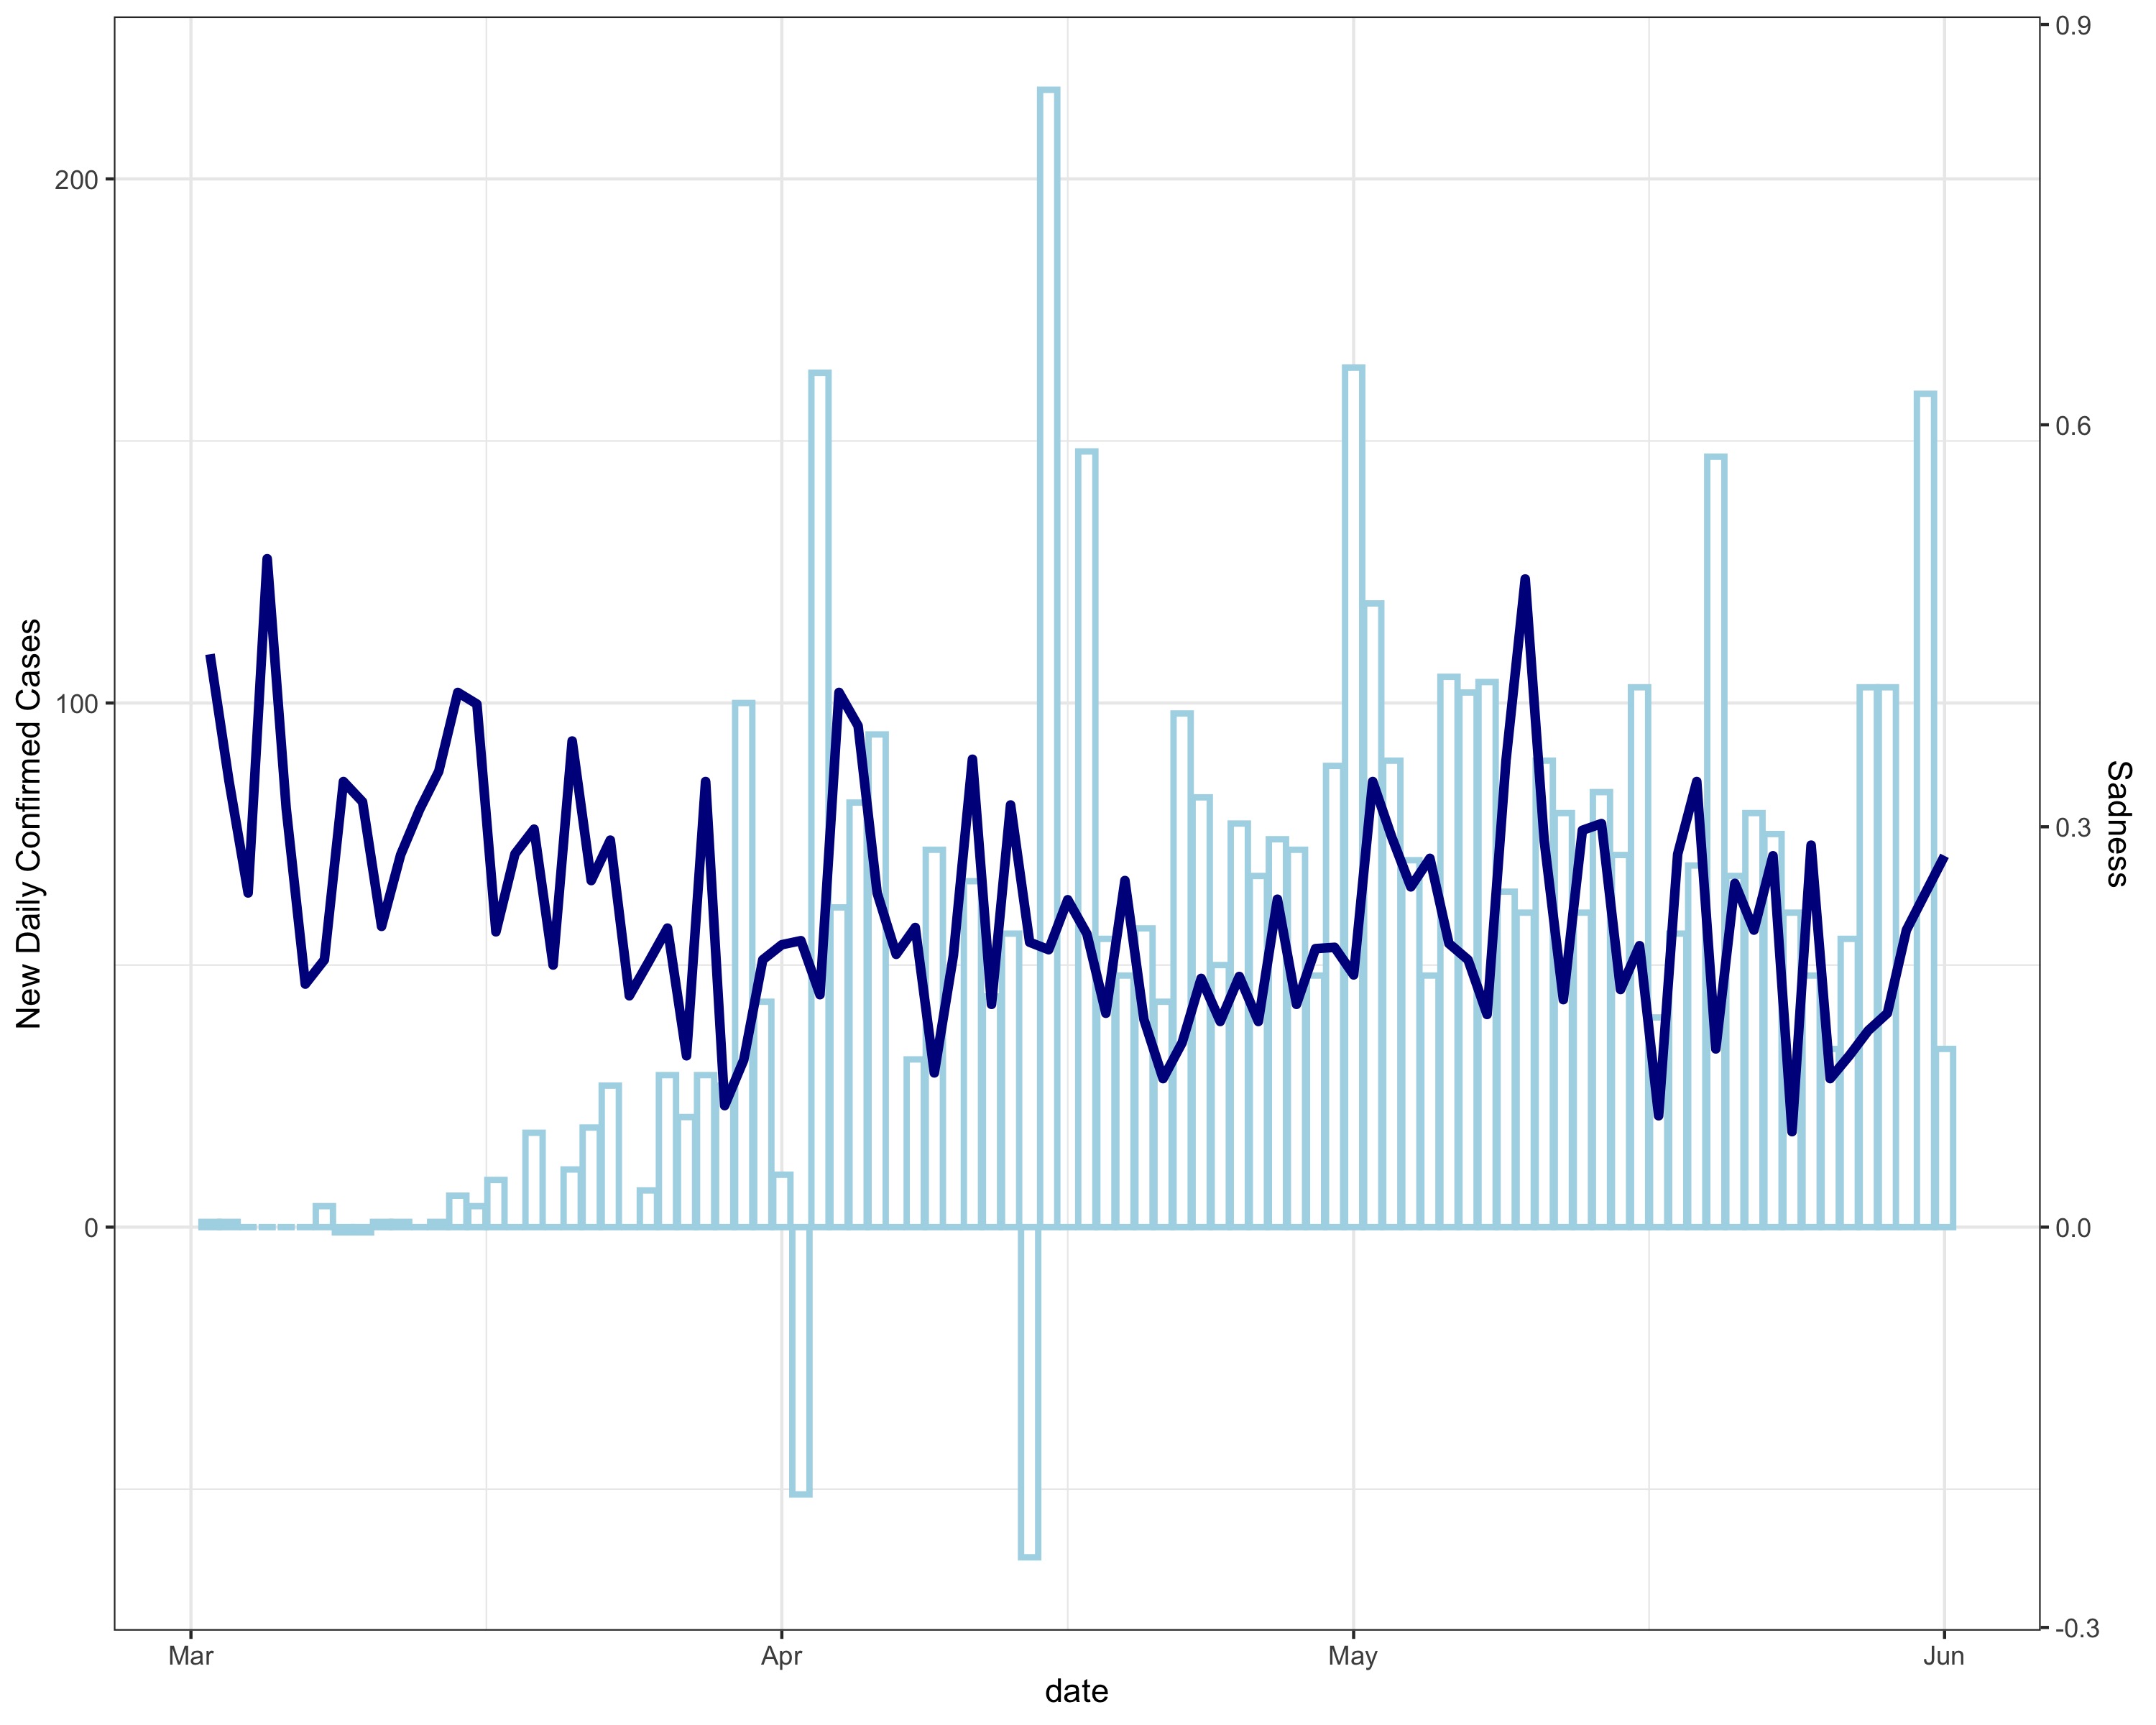 New Daily Confirmed Cases
200
100
0
0.9
0.6
0.3
0.0
-0.3
Sadness
Mar
Apr
May
Jun
date